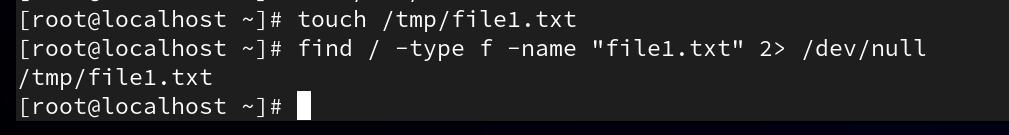 [root@localhost ~]# touch /tmp/file1.txt
[root@localhost ~]# find / -type f -name "file1.txt" 2> /dev/null
/tmp/file1.txt
[root@localhost ~]#